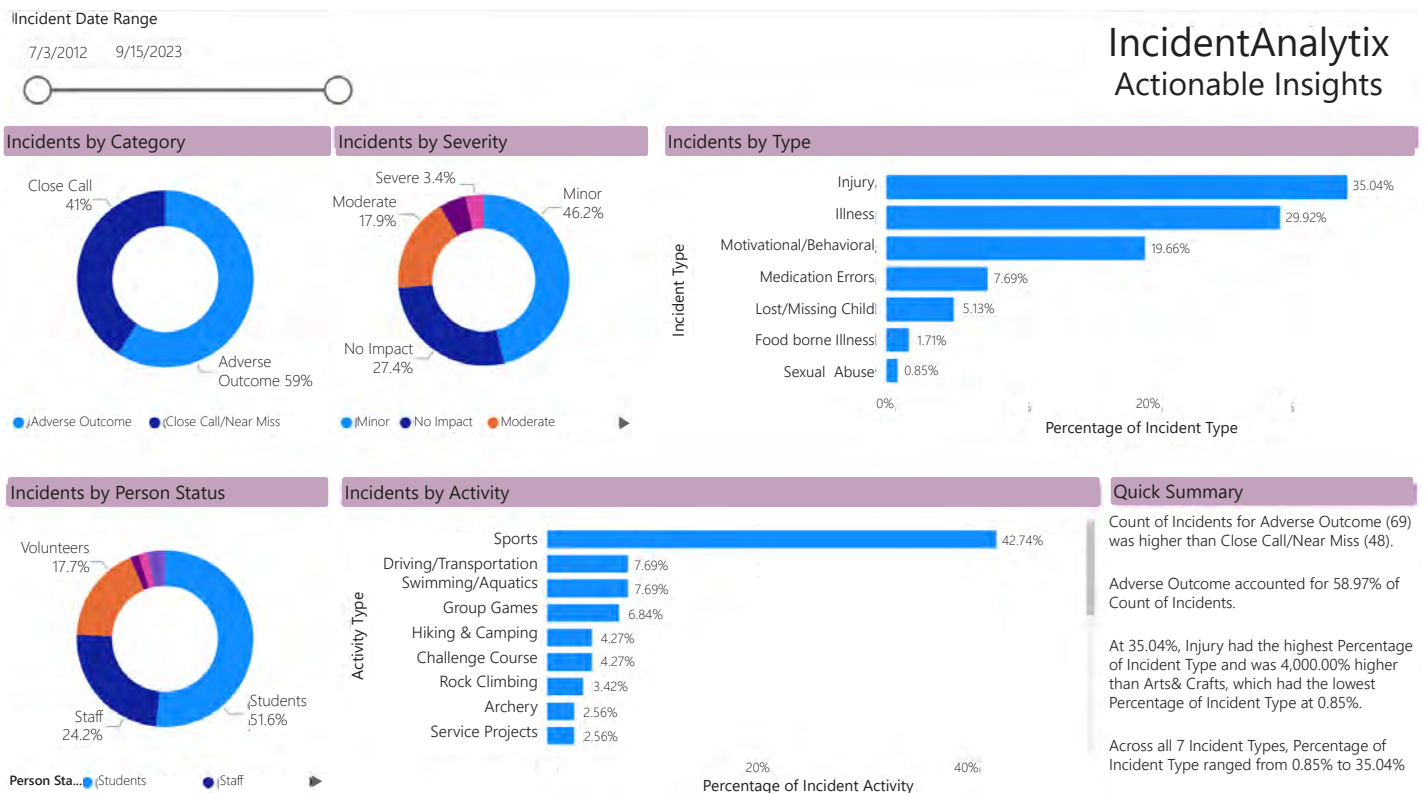 Incident Date Range
7/3/2012 9/15/2023
IncidentAnalytix
Actionable Insights
Incidents by Category
Close Call
41%
Adverse
Outcome 59%
Adverse Outcome Close Call/Near Miss
Incidents by Severity
Severe 3.4%
Moderate
17.9%
Minor
46.2%
No Impact
27.4%
Minor No Impact Moderate
Incidents by Type
Incident Type
Injury 35.04%
Illness 29.92%
Motivational/Behavioral 19.66%
Medication Errors 7.69%
Lost/Missing Child 5.13%
Food borne Illness 1.71%
Sexual Abuse 0.85%
0% 20%
Percentage of Incident Type
Incidents by Person Status
Volunteers
17.7%
Students
51.6%
Staff
24.2%
Person Sta... Students Staff
Incidents by Activity
Activity Type
Sports 42.74%
Driving/Transportation 7.69%
Swimming/Aquatics 7.69%
Group Games 6.84%
Hiking & Camping 4.27%
Challenge Course 4.27%
Rock Climbing 3.42%
Archery 2.56%
Service Projects 2.56%
20% 40%
Percentage of Incident Activity
Quick Summary
Count of Incidents for Adverse Outcome (69)
was higher than Close Call/Near Miss (48).
Adverse Outcome accounted for 58.97% of
Count of Incidents.
At 35.04%, Injury had the highest Percentage
of Incident Type and was 4,000.00% higher
than Arts& Crafts, which had the lowest
Percentage of Incident Type at 0.85%.
Across all 7 Incident Types, Percentage of
Incident Type ranged from 0.85% to 35.04%